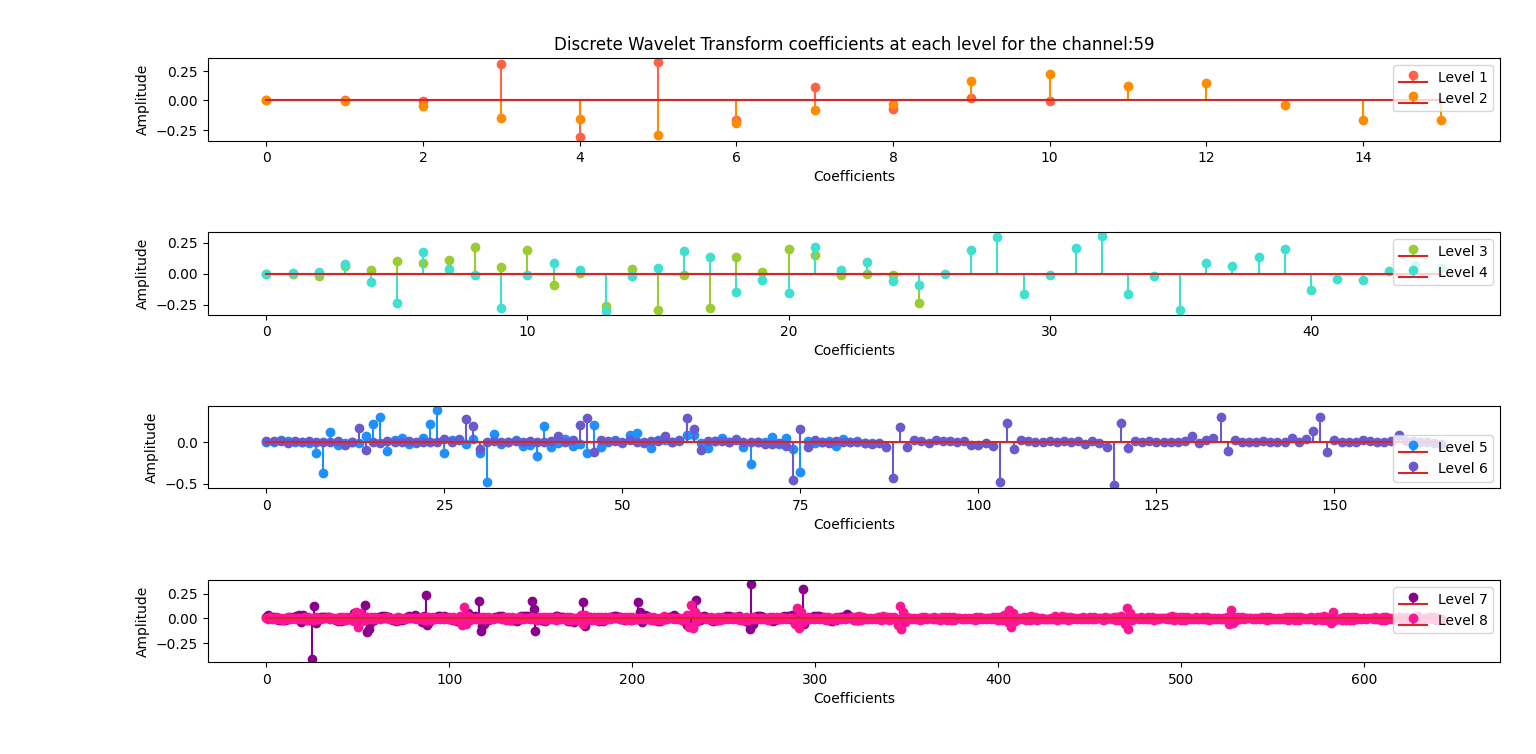 Discrete Wavelet Transform coefficients at each level for the channel:59
Amplitude
0.25
0.00
−0.25
Level 1
Level 2
0 2 4 6 8 10 12 14
Coefficients
Amplitude
0.25
0.00
−0.25
Level 3
Level 4
0 10 20 30 40
Coefficients
Amplitude
0.0
−0.5
Level 5
Level 6
0 25 50 75 100 125 150
Coefficients
Amplitude
0.25
0.00
−0.25
Level 7
Level 8
0 100 200 300 400 500 600
Coefficients